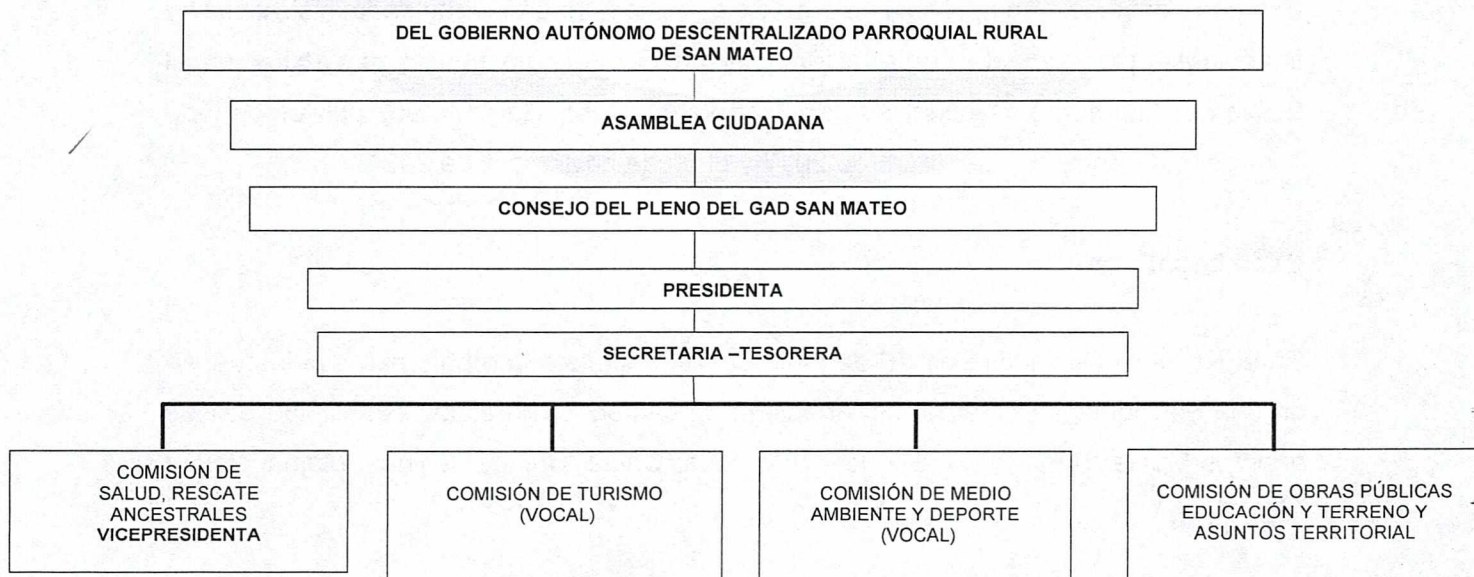 DEL GOBIERNO AUTÓNOMO DESCENTRALIZADO PARROQUIAL RURAL
DE SAN MATEO
ASAMBLEA CIUDADANA
CONSEJO DEL PLENO DEL GAD SAN MATEO
PRESIDENTA
SECRETARIA –TESORERA
COMISIÓN DE
SALUD, RESCATE
ANCESTRALES
VICEPRESIDENTA
COMISIÓN DE TURISMO
(VOCAL)
COMISIÓN DE MEDIO
AMBIENTE Y DEPORTE
(VOCAL)
COMISIÓN DE OBRAS PÚBLICAS
EDUCACIÓN Y TERRENO Y
ASUNTOS TERRITORIAL